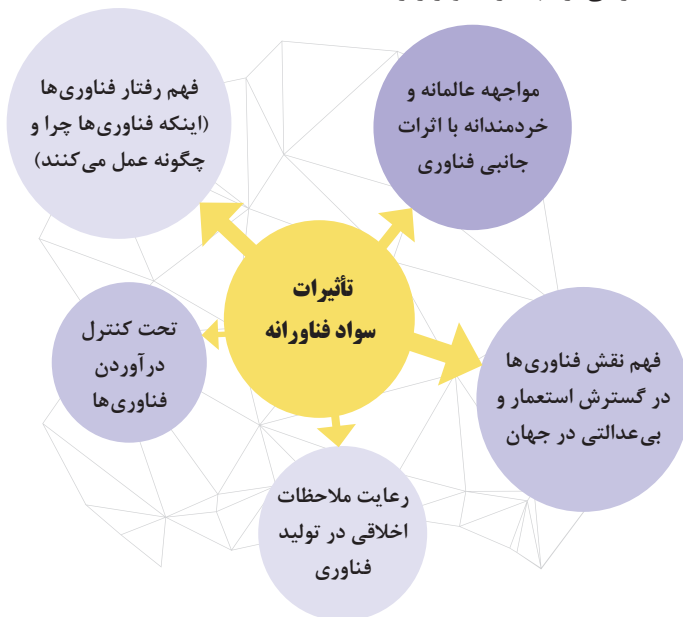 مواجهه عالمانه و
خردمندانه با اثرات
جانبی فناوری
فهم رفتار فناوری‌ها
(اینکه فناوری‌ها چرا و
چگونه عمل می‌کنند)
تأثیرات
سواد فناورانه
فهم نقش فناوری‌ها
در گسترش استعمار و
بی‌عدالتی در جهان
تحت کنترل
درآوردن
فناوری‌ها
رعایت ملاحظات
اخلاقی در تولید
فناوری